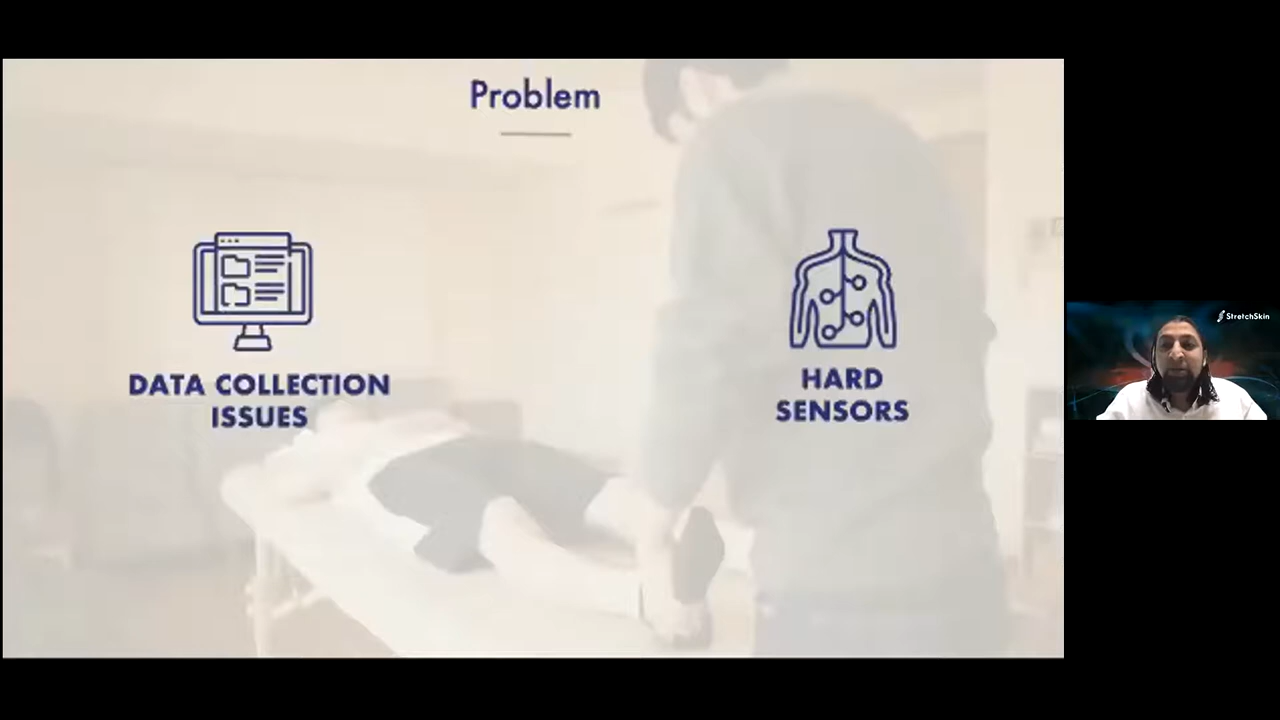 Problem
DATA COLLECTION
ISSUES
HARD
SENSORS
StretchSkin